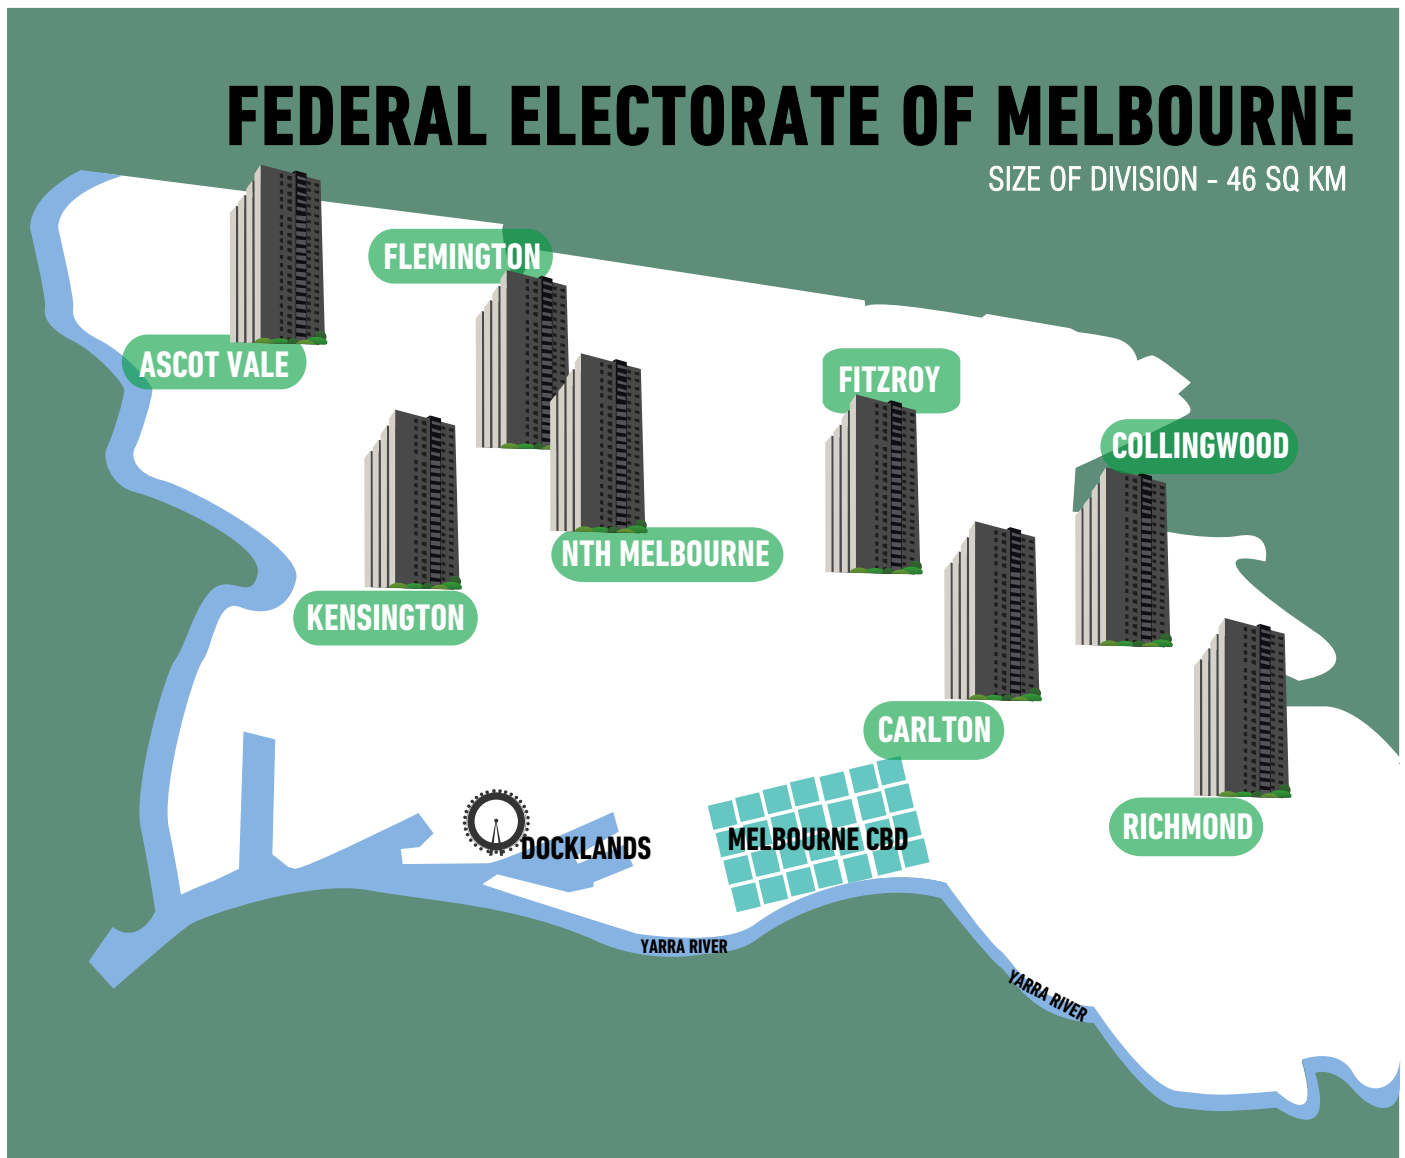 FEDERAL ELECTORATE OF MELBOURNE
SIZE OF DIVISION - 46 SQ KM
FLEMINGTON
ASCOT VALE
FITZROY
COLLINGWOOD
NTH MELBOURNE
KENSINGTON
CARLTON
RICHMOND
MELBOURNE CBD
DOCKLANDS
YARRA RIVER
YARRA RIVER